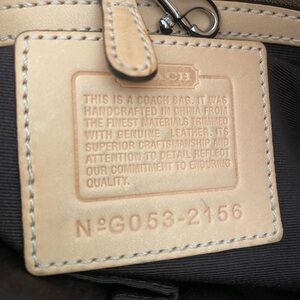 COACH
THIS IS A COACH BAG. IT WAS
HANDCRAFTED IN CHINA FROM
THE FINEST MATERIALS TRIMMED
WITH GENUINE LEATHER. ITS
SUPERIOR CRAFTSMANSHIP AND
ATTENTION TO DETAIL REFLECT
OUR COMMITMENT TO ENDURING
QUALITY.
NºG053-2156